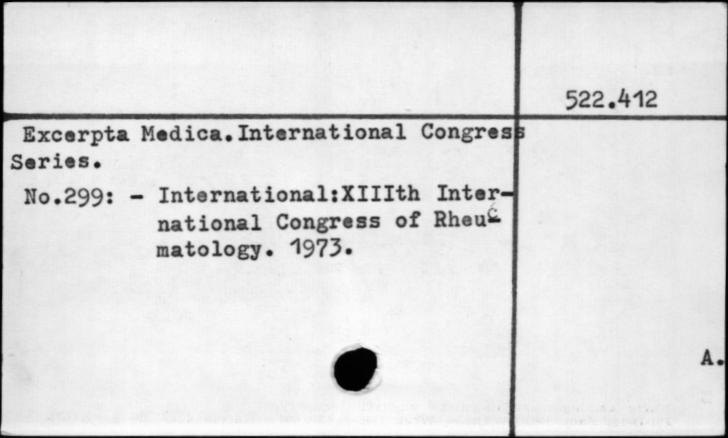 522.412
Excerpta Medica.International Congress
Series.
No.299: - International:XIIIth Inter-
national Congress of Rheu-
matology. 1973.
A.